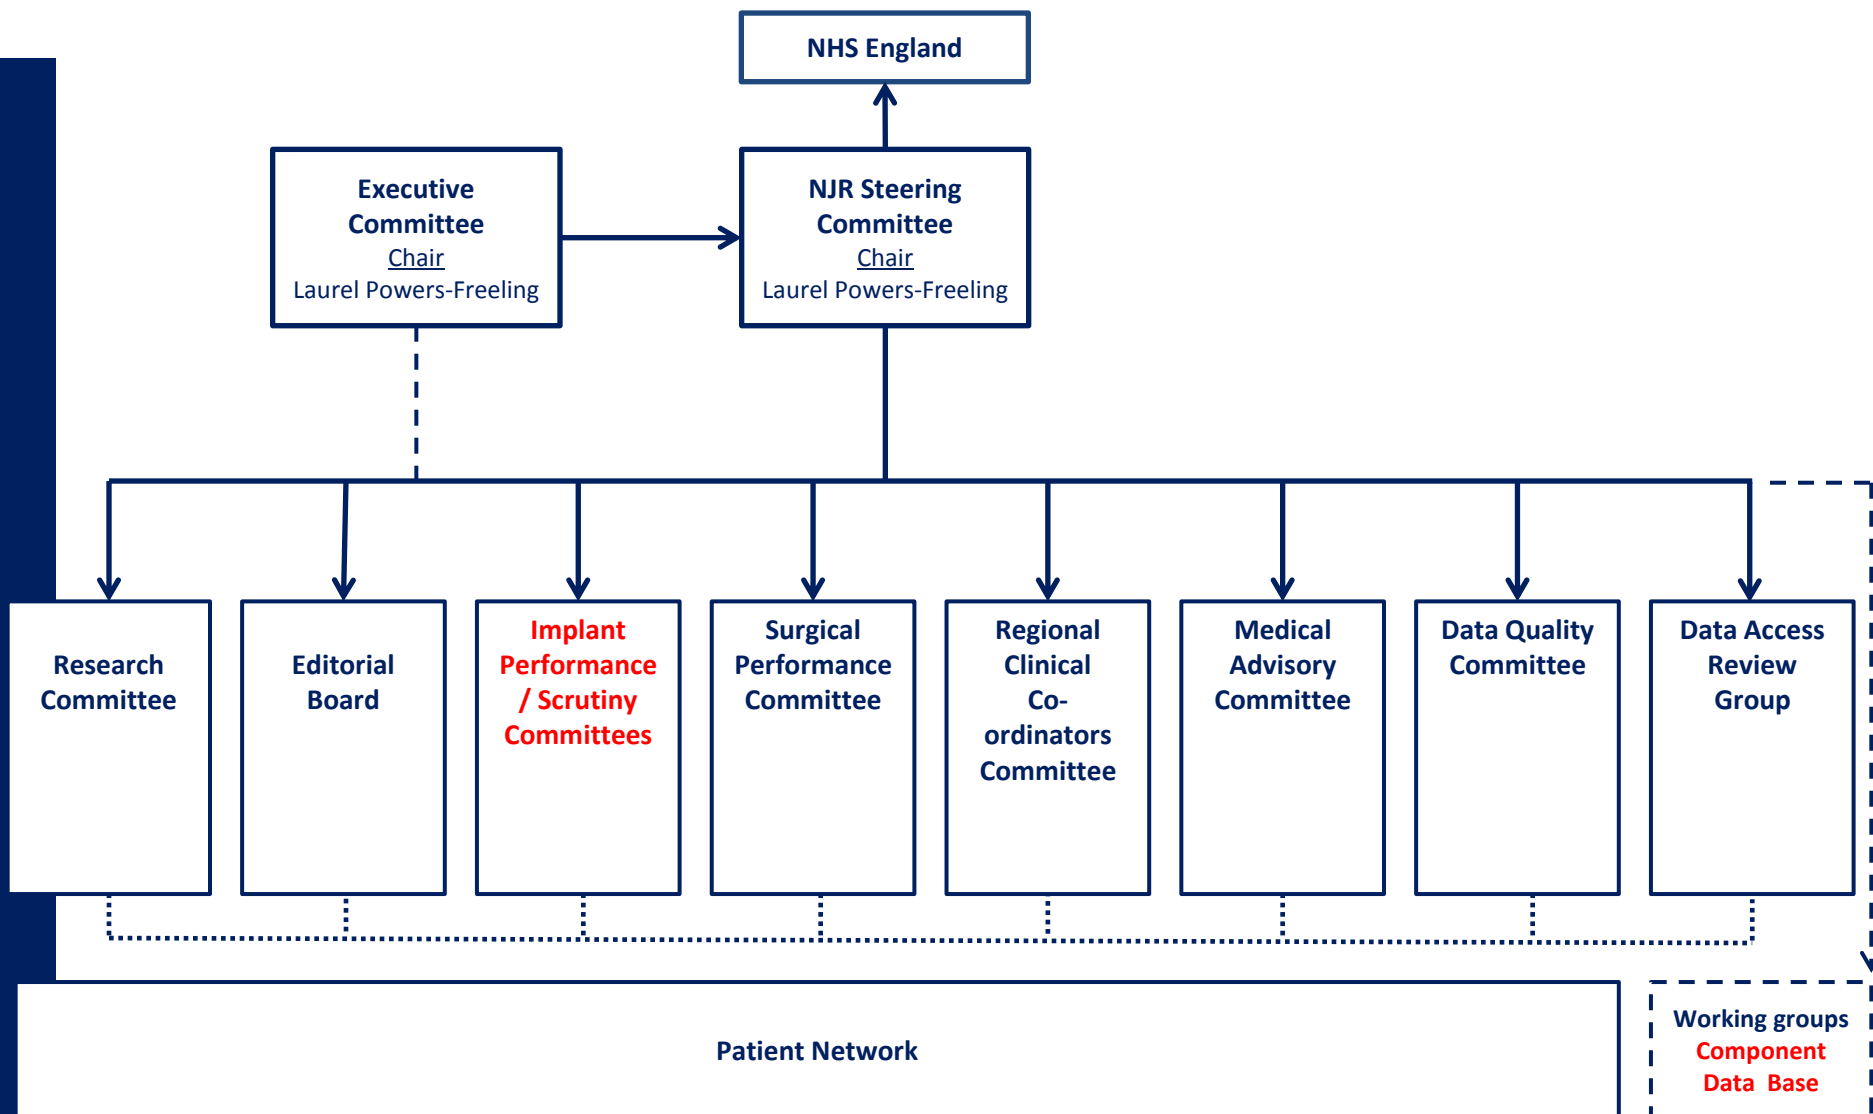 NHS England
Executive
Committee
Chair
Laurel Powers-Freeling
NJR Steering
Committee
Chair
Laurel Powers-Freeling
Research
Committee
Editorial
Board
Implant
Performance
/ Scrutiny
Committees
Surgical
Performance
Committee
Regional
Clinical
Co-
ordinators
Committee
Medical
Advisory
Committee
Data Quality
Committee
Data Access
Review
Group
Patient Network
Working groups
Component
Data Base